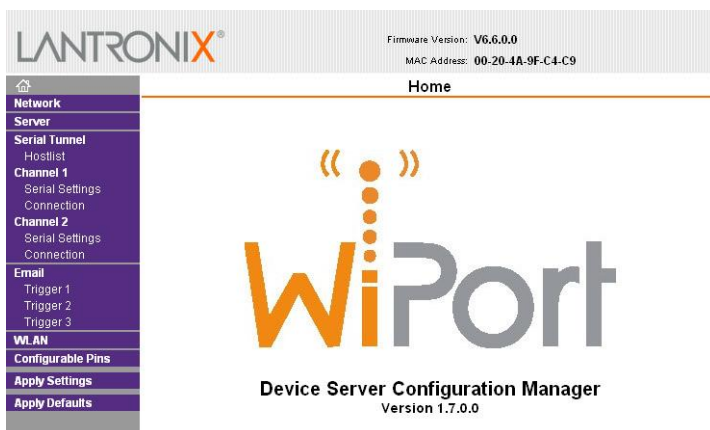 LANTRONIX®
Firmware Version: V6.6.0.0
MAC Address: 00-20-4A-9F-C4-C9
Home
Network
Server
Serial Tunnel
Hostlist
Channel 1
Serial Settings
Connection
Channel 2
Serial Settings
Connection
Email
Trigger 1
Trigger 2
Trigger 3
WLAN
Configurable Pins
Apply Settings
Apply Defaults
WiPort
Device Server Configuration Manager
Version 1.7.0.0